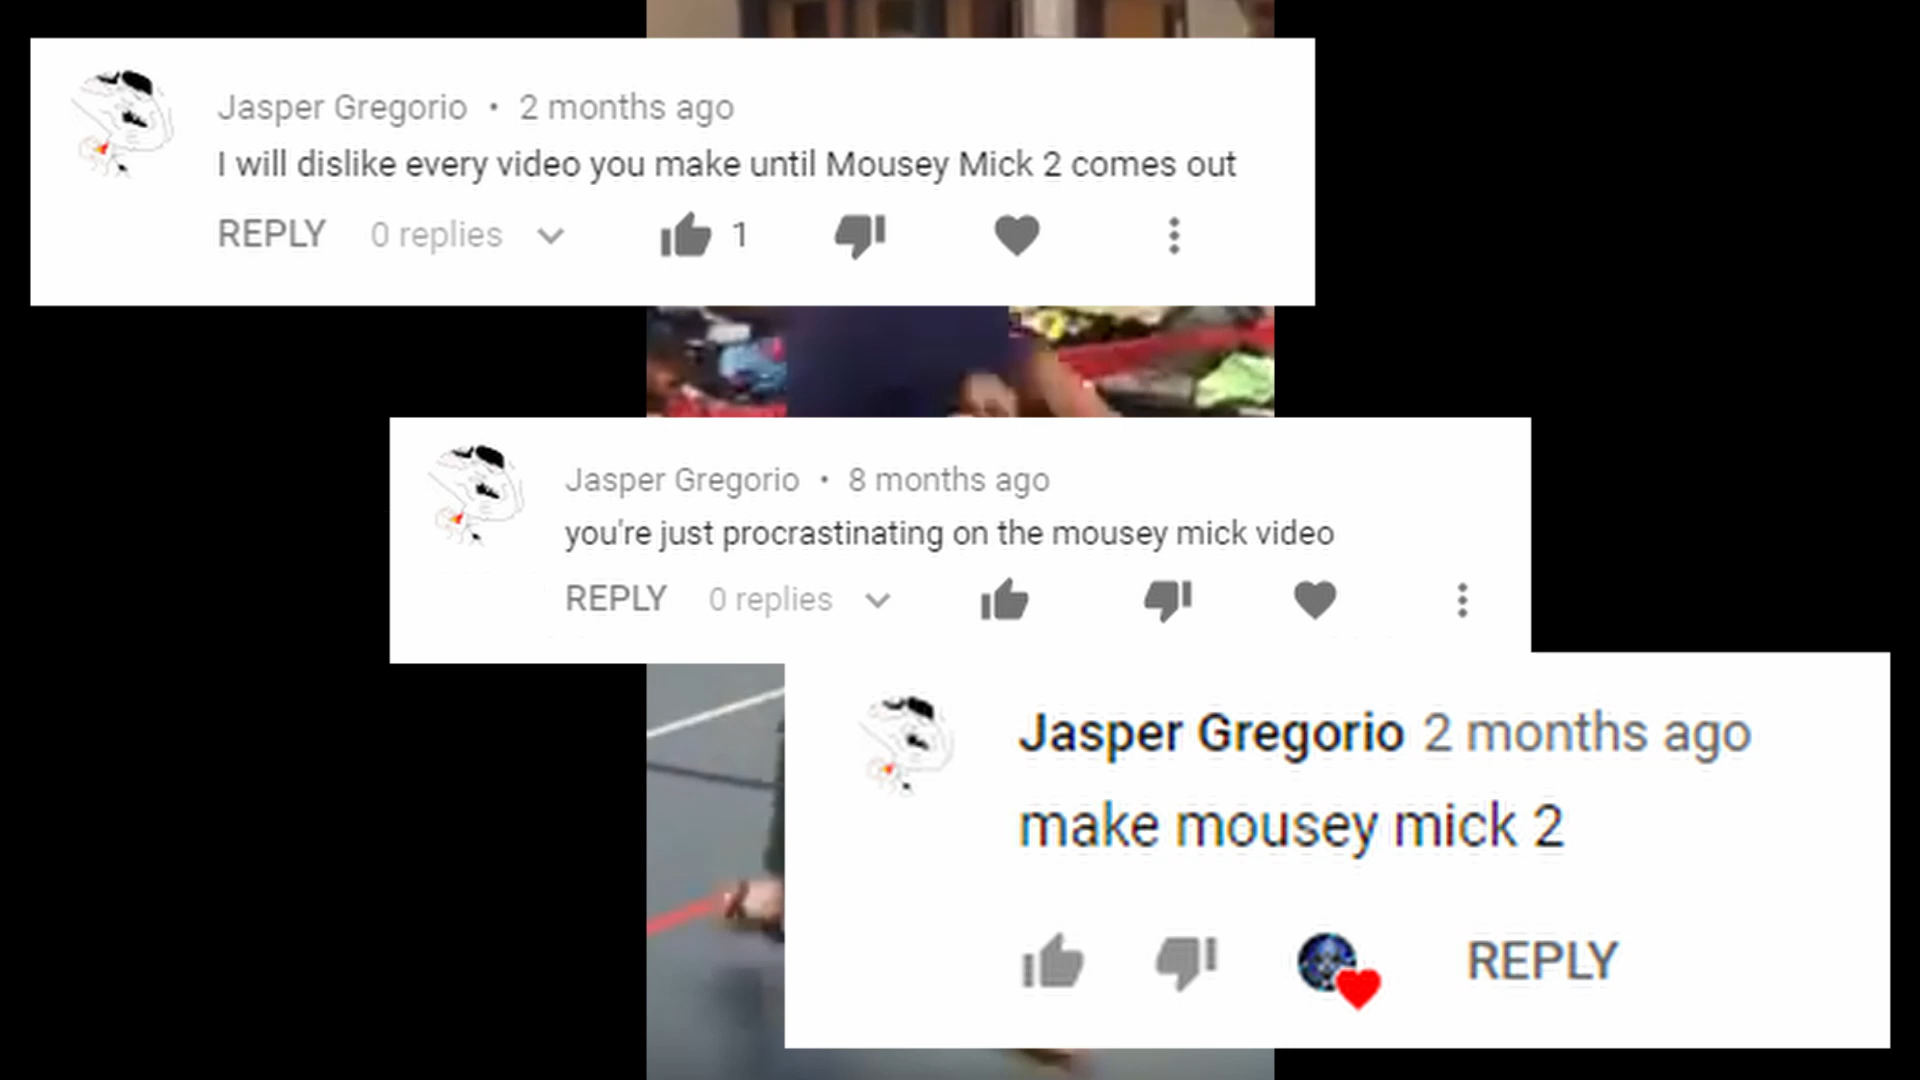 Jasper Gregorio • 2 months ago
I will dislike every video you make until Mousey Mick 2 comes out
REPLY 0 replies 1
Jasper Gregorio • 8 months ago
you're just procrastinating on the mousey mick video
REPLY 0 replies
Jasper Gregorio 2 months ago
make mousey mick 2
REPLY